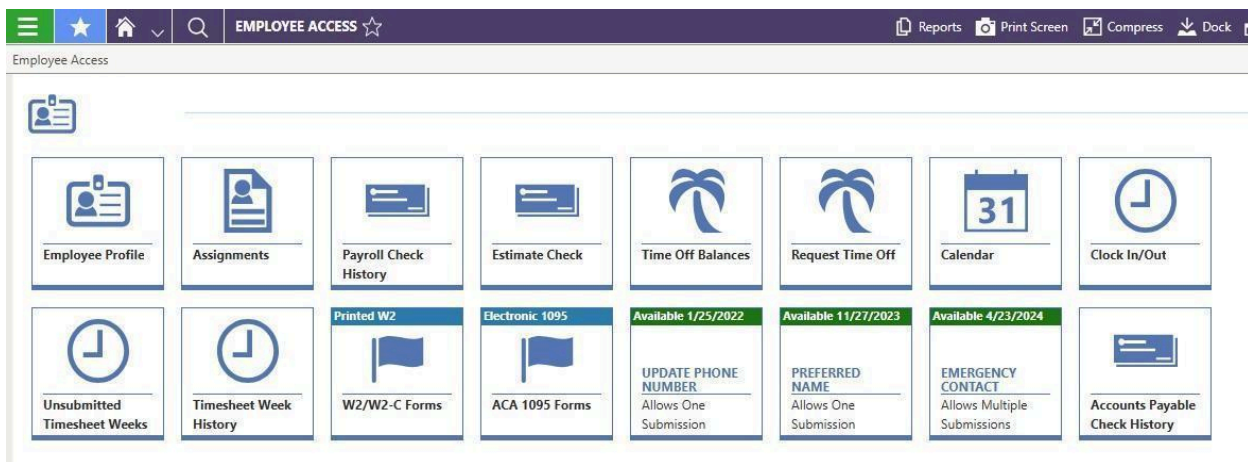 EMPLOYEE ACCESS
Reports
Print Screen
Compress
Dock
Employee Access
Employee Profile
Assignments
Payroll Check
History
Estimate Check
Time Off Balances
Request Time Off
31
Calendar
Clock In/Out
Unsubmitted
Timesheet Weeks
Timesheet Week
History
Printed W2
W2/W2-C Forms
Electronic 1095
ACA 1095 Forms
Available 1/25/2022
UPDATE PHONE
NUMBER
Allows One
Submission
Available 11/27/2023
PREFERRED
NAME
Allows One
Submission
Available 4/23/2024
EMERGENCY
CONTACT
Allows Multiple
Submissions
Accounts Payable
Check History